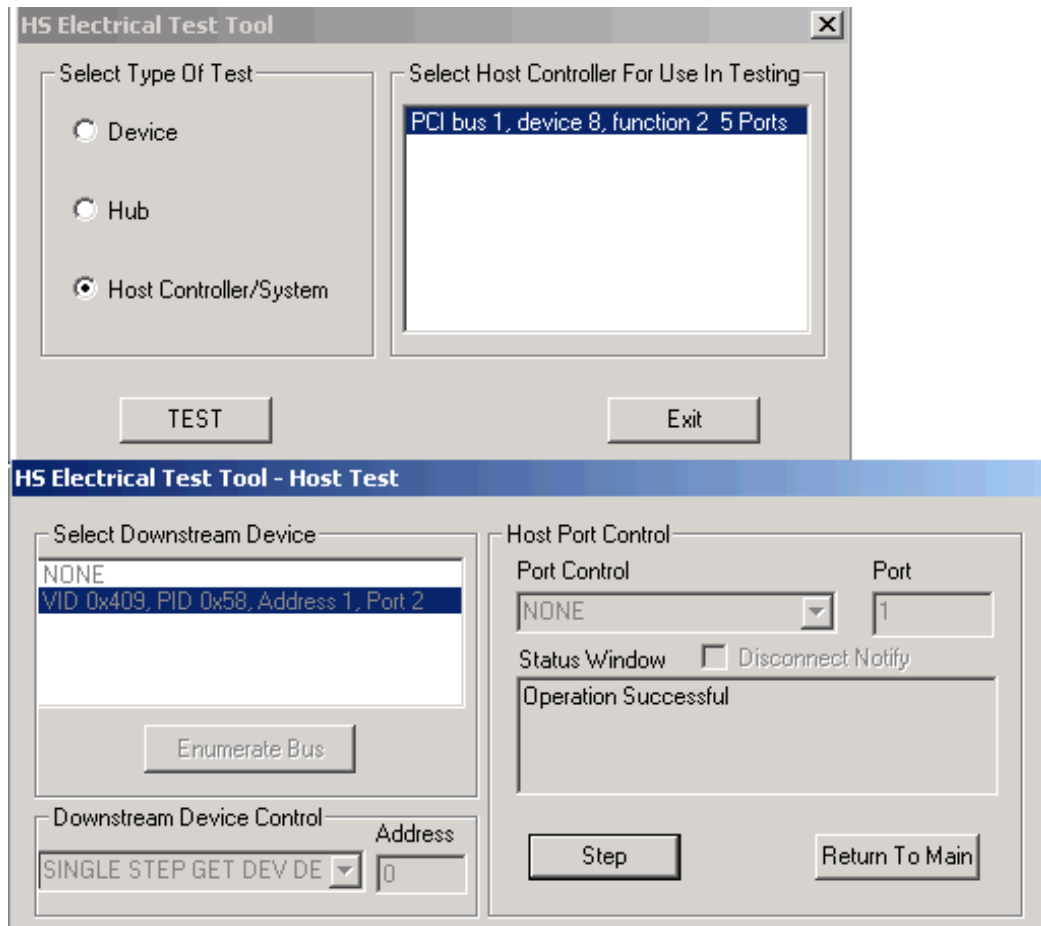 HS Electrical Test Tool
Select Type Of Test
Device
Hub
Host Controller/System
Select Host Controller For Use In Testing
PCI bus 1, device 8, function 2 5 Ports
TEST
Exit
HS Electrical Test Tool - Host Test
Select Downstream Device
NONE
VID 0x409, PID 0x58, Address 1, Port 2
Enumerate Bus
Downstream Device Control
Address
SINGLE STEP GET DEV DE
0
Host Port Control
Port Control
Port
NONE
1
Status Window
Disconnect Notify
Operation Successful
Step
Return To Main